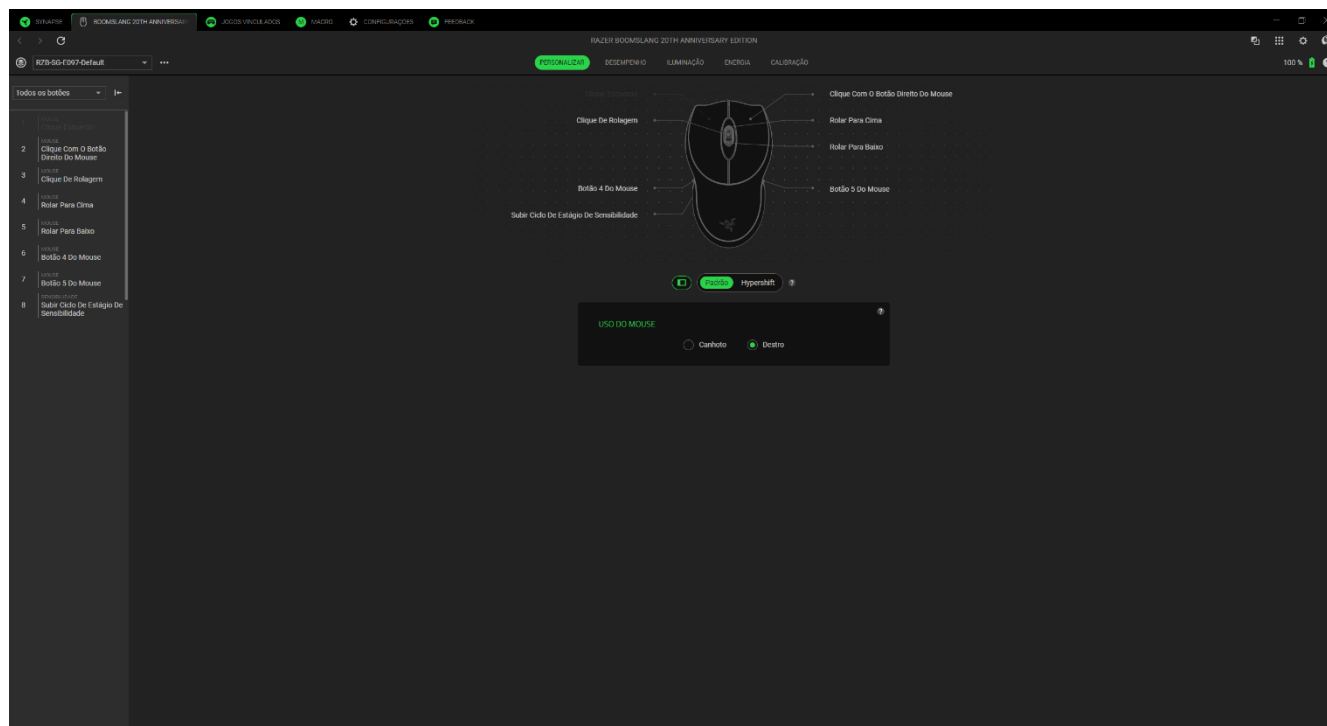 SYNAPSE
BOOMSLANG 20TH ANNIVERSARY
JOGOS VINCULADOS
MACRO
CONFIGURAÇÕES
FEEDBACK
RAZER BOOMSLANG 20TH ANNIVERSARY EDITION
RZB-SG-E097-Default
PERSONALIZAR
DESEMPENHO
ILUMINAÇÃO
ENERGIA
CALIBRAÇÃO
100 %
Todos os botões
1
MOUSE
2
MOUSE
Clique Com O Botão
Direito Do Mouse
3
MOUSE
Clique De Rolagem
4
MOUSE
Rolar Para Cima
5
MOUSE
Rolar Para Baixo
6
MOUSE
Botão 4 Do Mouse
7
MOUSE
Botão 5 Do Mouse
8
SENSIBILIDADE
Subir Ciclo De Estágio De
Sensibilidade
Clique De Rolagem
Botão 4 Do Mouse
Subir Ciclo De Estágio De Sensibilidade
Clique Com O Botão Direito Do Mouse
Rolar Para Cima
Rolar Para Baixo
Botão 5 Do Mouse
Padrão
Hypershift
?
USO DO MOUSE
?
Canhoto
Destro